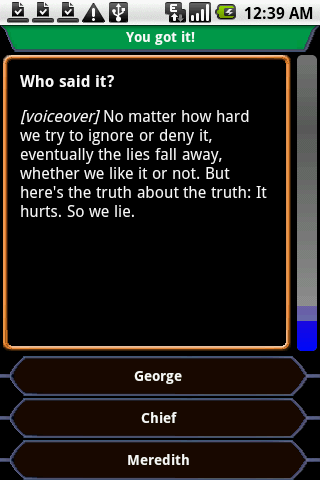 12:39 AM
You got it!
Who said it?
[voiceover] No matter how hard
we try to ignore or deny it,
eventually the lies fall away,
whether we like it or not. But
here's the truth about the truth: It
hurts. So we lie.
George
Chief
Meredith